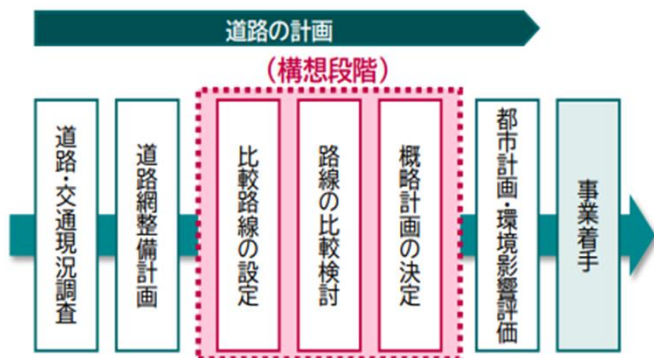 道路の計画
（構想段階）
道路・交通現況調査
道路網整備計画
比較路線の設定
路線の比較検討
概略計画の決定
都市計画・環境影響評価
事業着手